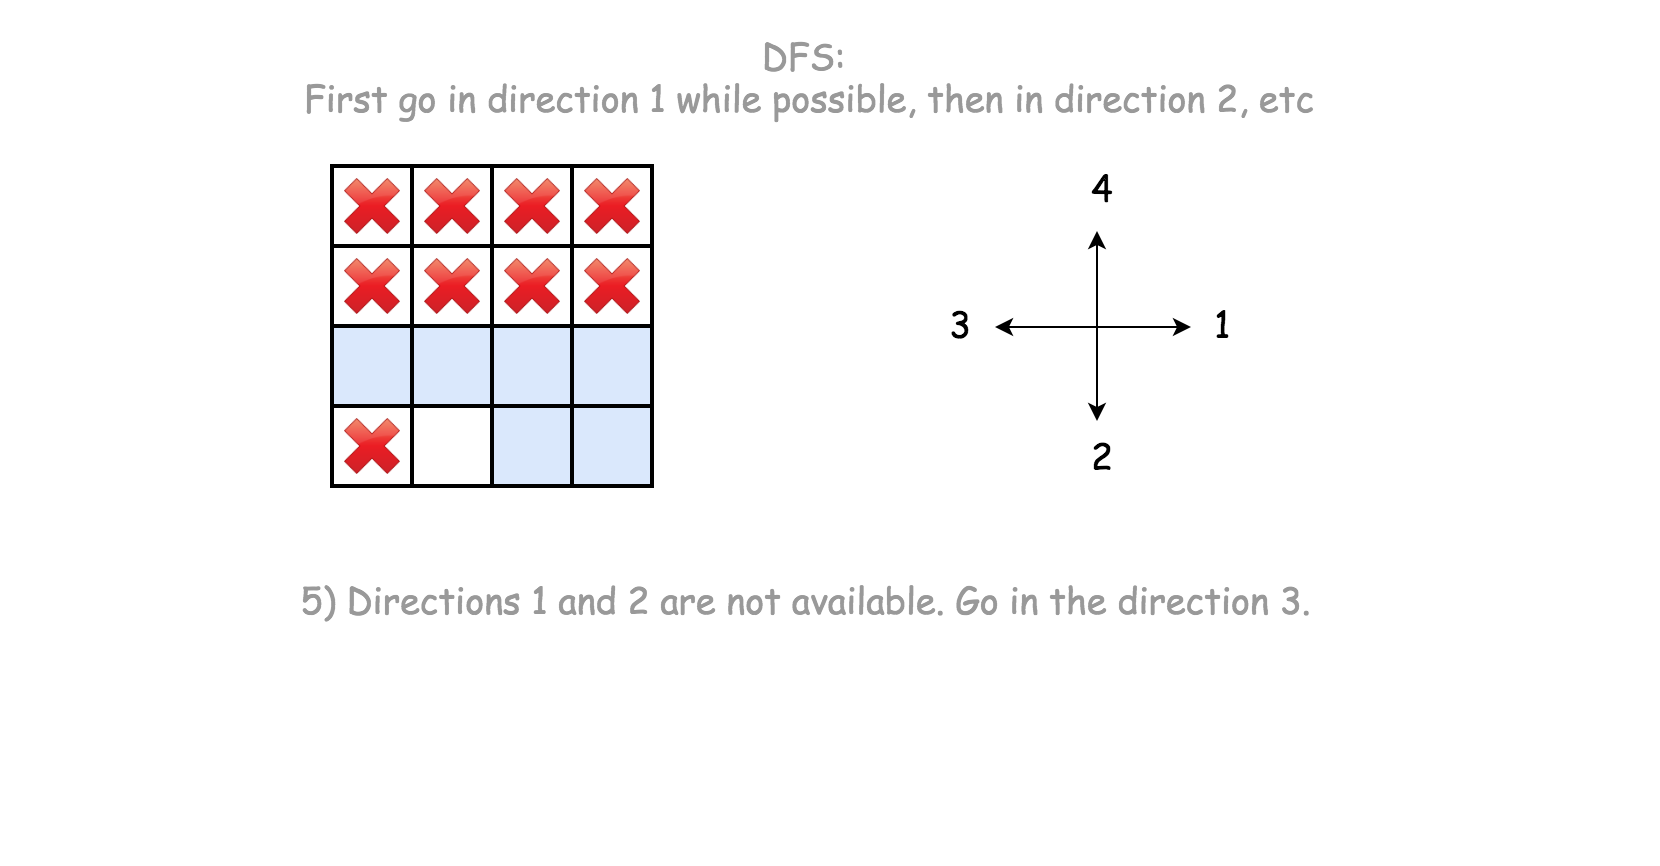 DFS:
First go in direction 1 while possible, then in direction 2, etc
4
3
1
2
5) Directions 1 and 2 are not available. Go in the direction 3.